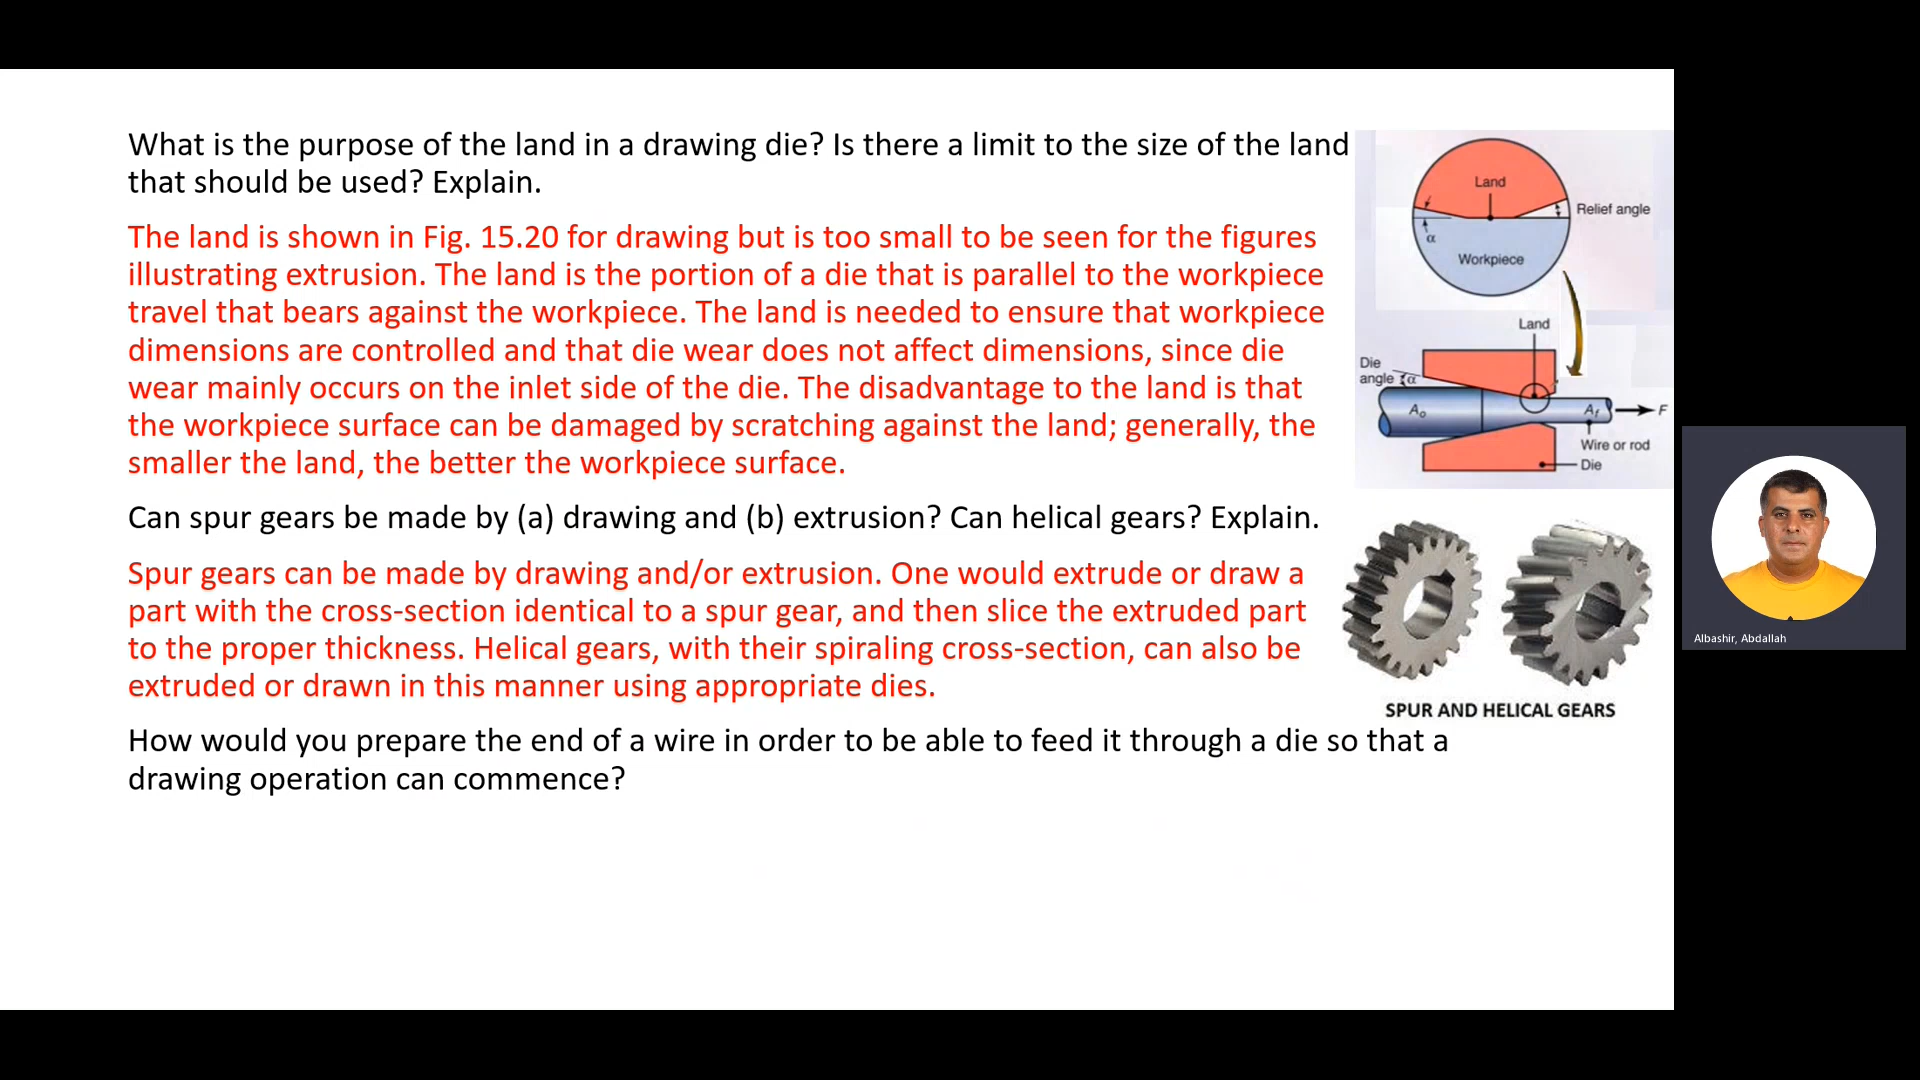 What is the purpose of the land in a drawing die? Is there a limit to the size of the land
that should be used? Explain.
The land is shown in Fig. 15.20 for drawing but is too small to be seen for the figures
illustrating extrusion. The land is the portion of a die that is parallel to the workpiece
travel that bears against the workpiece. The land is needed to ensure that workpiece
dimensions are controlled and that die wear does not affect dimensions, since die
wear mainly occurs on the inlet side of the die. The disadvantage to the land is that
the workpiece surface can be damaged by scratching against the land; generally, the
smaller the land, the better the workpiece surface.
Can spur gears be made by (a) drawing and (b) extrusion? Can helical gears? Explain.
Spur gears can be made by drawing and/or extrusion. One would extrude or draw a
part with the cross-section identical to a spur gear, and then slice the extruded part
to the proper thickness. Helical gears, with their spiraling cross-section, can also be
extruded or drawn in this manner using appropriate dies.
How would you prepare the end of a wire in order to be able to feed it through a die so that a
drawing operation can commence?
Land
Relief angle
α
Workpiece
Land
Die
angle α
A₀
A_f
F
Wire or rod
Die
SPUR AND HELICAL GEARS
Albashir, Abdallah